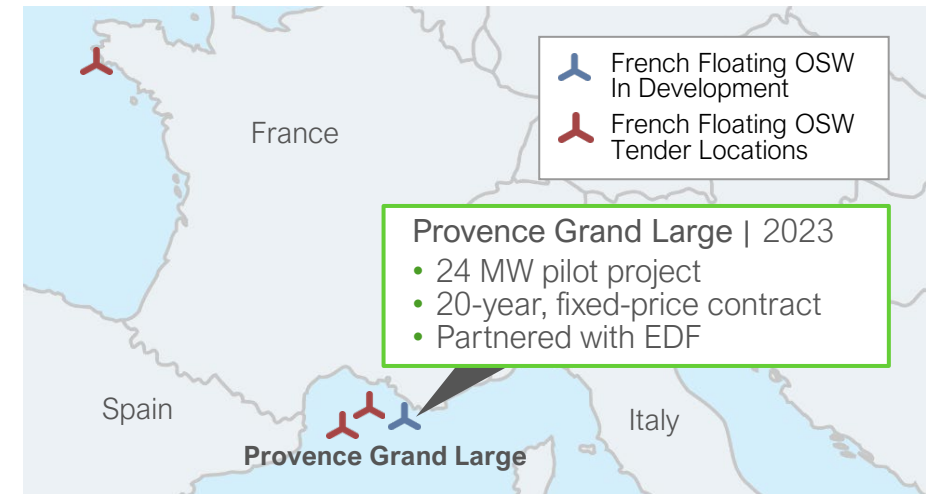 French Floating OSW
In Development
French Floating OSW
Tender Locations
France
Provence Grand Large | 2023
• 24 MW pilot project
• 20-year, fixed-price contract
• Partnered with EDF
Spain
Italy
Provence Grand Large